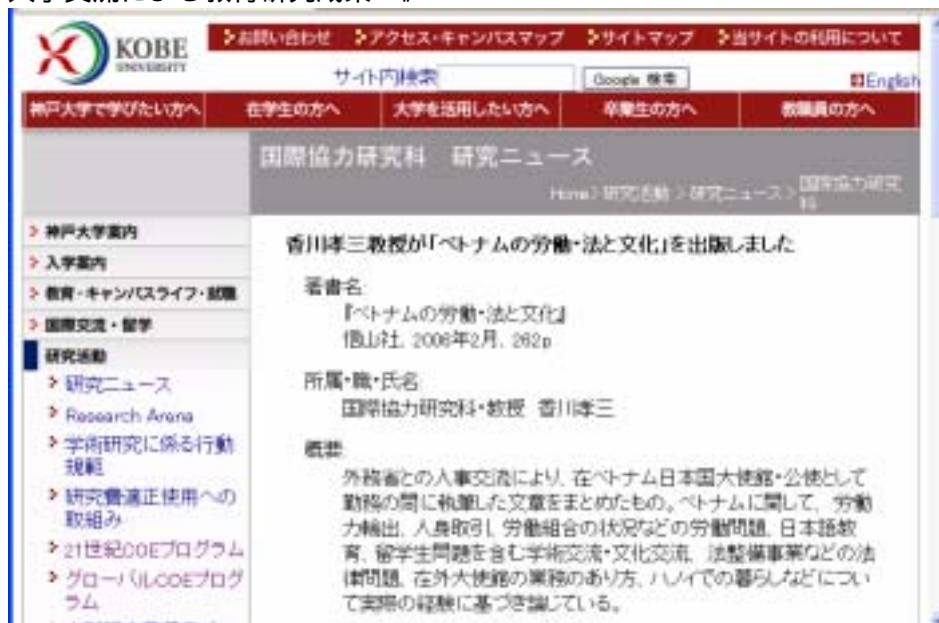 KOBE
UNIVERSITY
お問い合わせ アクセス・キャンパスマップ サイトマップ 当サイトの利用について
サイト内検索 Google 検索 English
神戸大学で学びたい方へ 在学生の方へ 大学を活用したい方へ 卒業生の方へ 教職員の方へ
国際協力研究科 研究ニュース
Home > 研究活動 > 研究ニュース > 国際協力研究
科
神戸大学案内
入学案内
教育・キャンパスライフ・就職
国際交流・留学
研究活動
研究ニュース
Research Arena
学術研究に係る行動
規範
研究費適正使用への
取組み
21世紀COEプログラム
グローバルCOEプログ
ラム
香川孝三教授が「ベトナムの労働・法と文化」を出版しました
著書名:
『ベトナムの労働・法と文化』
信山社, 2006年2月, 262p
所属・職・氏名:
国際協力研究科・教授 香川孝三
概要:
外務省との人事交流により、在ベトナム日本国大使館・公使として
勤務の間に執筆した文章をまとめたもの。ベトナムに関して、労働
力輸出、人身取引、労働組合の状況などの労働問題、日本語教
育、留学生問題を含む学術交流・文化交流、法整備事業などの法
律問題、在外大使館の業務のあり方、ハノイでの暮らしなどについ
て実際の経験に基づき論じている。